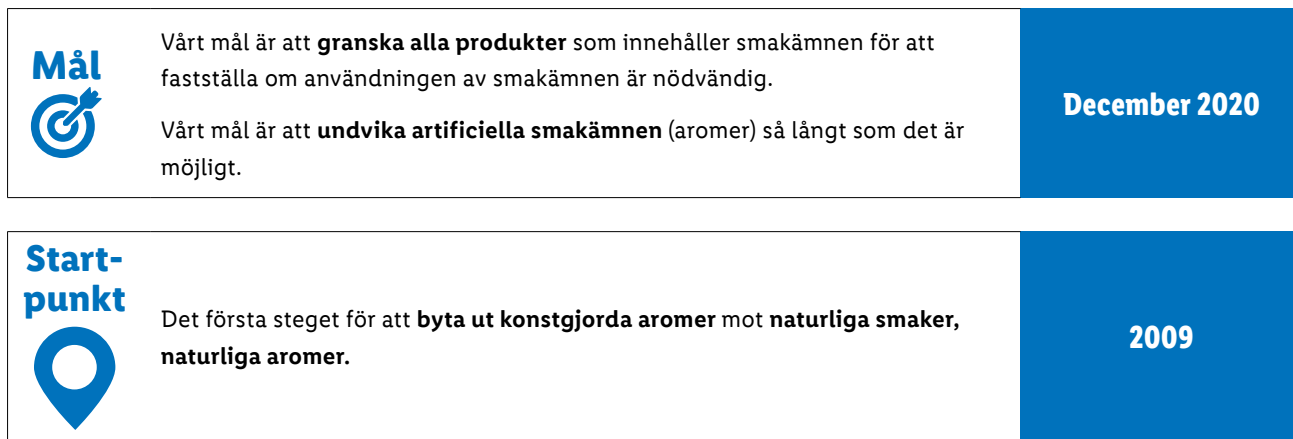 Mål
Vårt mål är att granska alla produkter som innehåller smakämnen för att
fastställa om användningen av smakämnen är nödvändig.
Vårt mål är att undvika artificiella smakämnen (aromer) så långt som det är
möjligt.
December 2020
Start-
punkt
Det första steget för att byta ut konstgjorda aromer mot naturliga smaker,
naturliga aromer.
2009